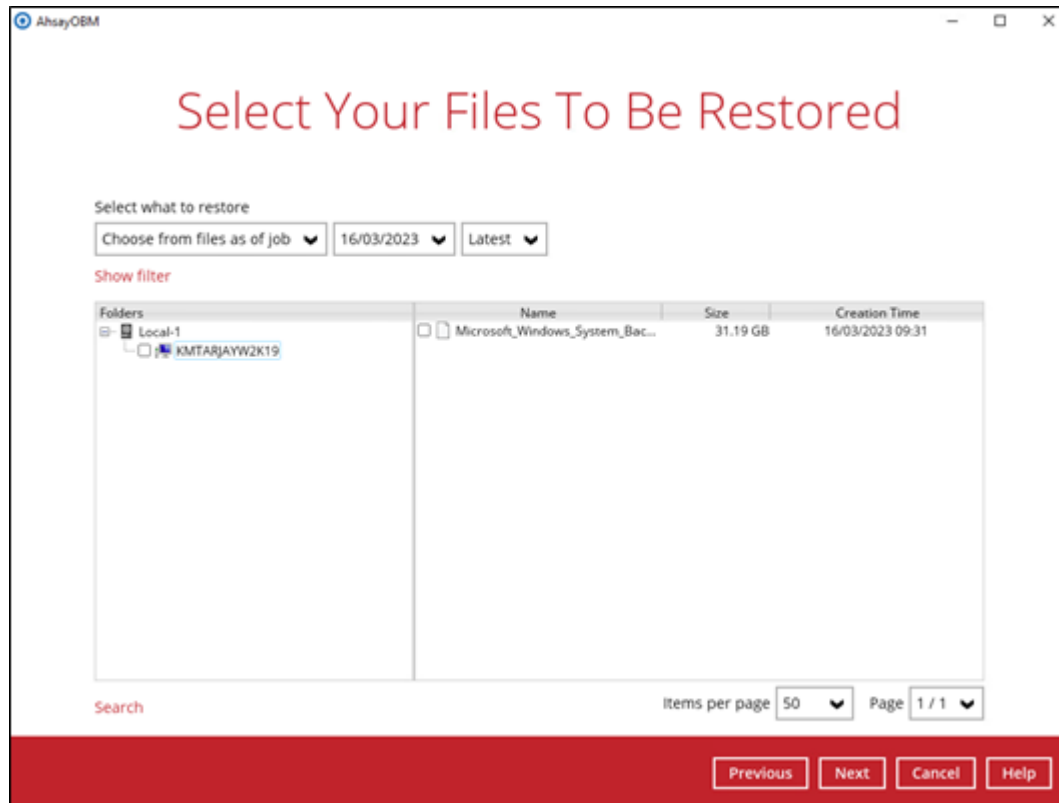 AhsayOBM
Select Your Files To Be Restored
Select what to restore
Choose from files as of job 16/03/2023 Latest
Show filter
Folders Name Size Creation Time
Local-1 Microsoft_Windows_System_Bac... 31.19 GB 16/03/2023 09:31
KMTARJAYW2K19
Search Items per page 50 Page 1 / 1
Previous Next Cancel Help